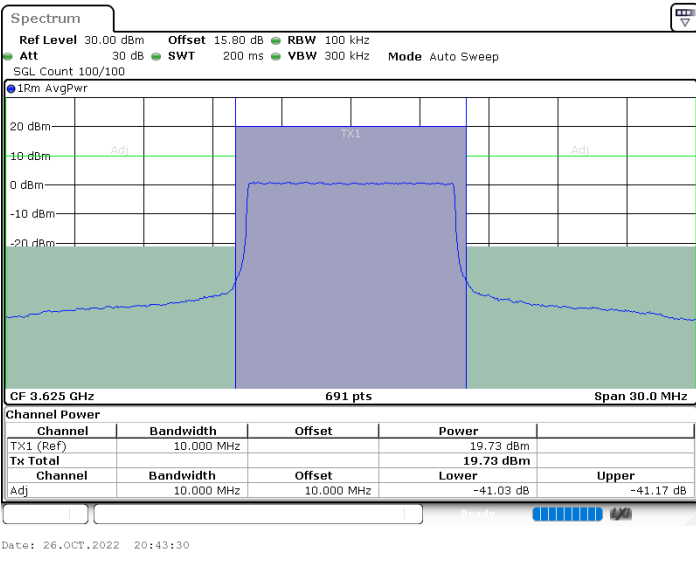 Spectrum
Ref Level 30.00 dBm Offset 15.80 dB RBW 100 kHz
Att 30 dB SWT 200 ms VBW 300 kHz Mode Auto Sweep
SGL Count 100/100
1Rm AvgPwr
20 dBm
TX1
Adj Adj
10 dBm
0 dBm
-10 dBm
-20 dBm
CF 3.625 GHz 691 pts Span 30.0 MHz
Channel Power
Channel Bandwidth Offset Power
TX1 (Ref) 10.000 MHz 19.73 dBm
Tx Total 19.73 dBm
Channel Bandwidth Offset Lower Upper
Adj 10.000 MHz 10.000 MHz -41.03 dB -41.17 dB
Ready
Date: 26.OCT.2022 20:43:30